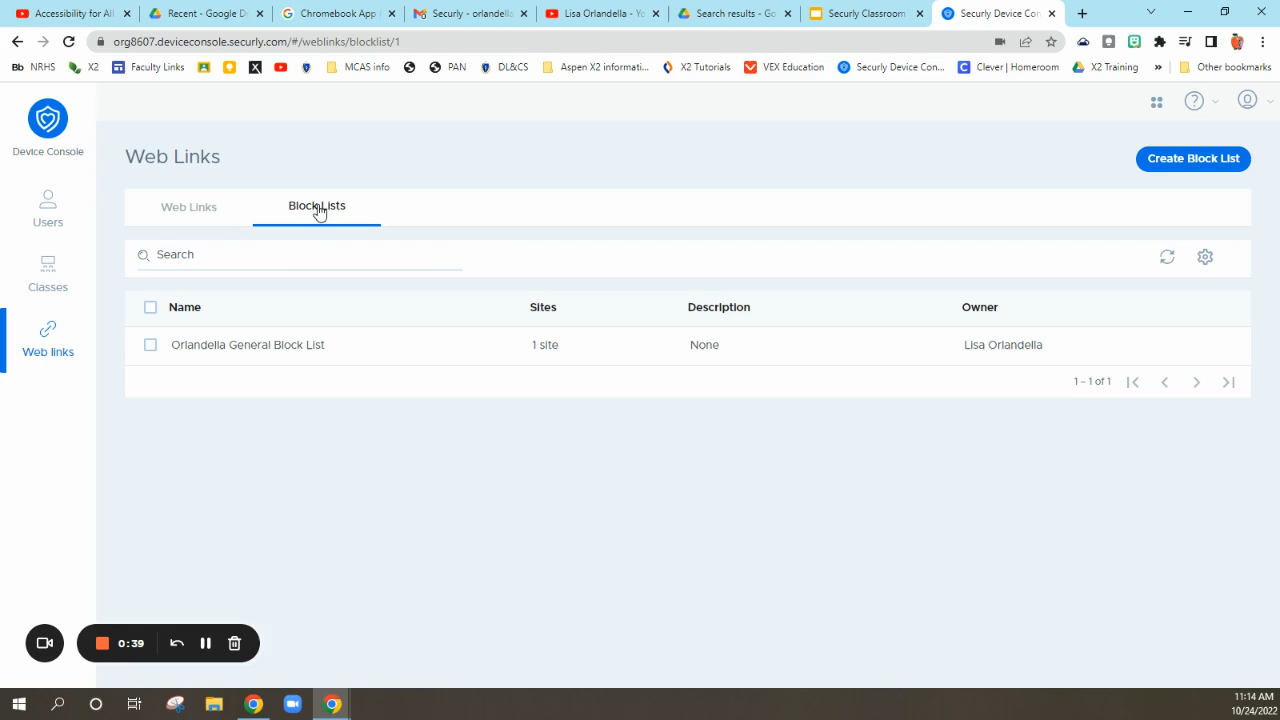 Accessibility for Al
Recent - Google D
Chromebook App
Securly - orlandell
Lisa Orlandella - Yo
Search results - Go
Securly Classroom
Securly Device Con
org8607.deviceconsole.securly.com/#/weblinks/blocklist/1
Bb NRHS
X2
Faculty Links
X
MCAS info
PAN
DL&CS
Aspen X2 informati...
X2 Tutorials
VEX Education
Securly Device Con...
Clever | Homeroom
X2 Training
»
Other bookmarks
Device Console
Users
Classes
Web links
Web Links
Create Block List
Web Links
Block Lists
Search
Name Sites Description Owner
Orlandella General Block List 1 site None Lisa Orlandella
1 – 1 of 1
0:39
11:14 AM
10/24/2022